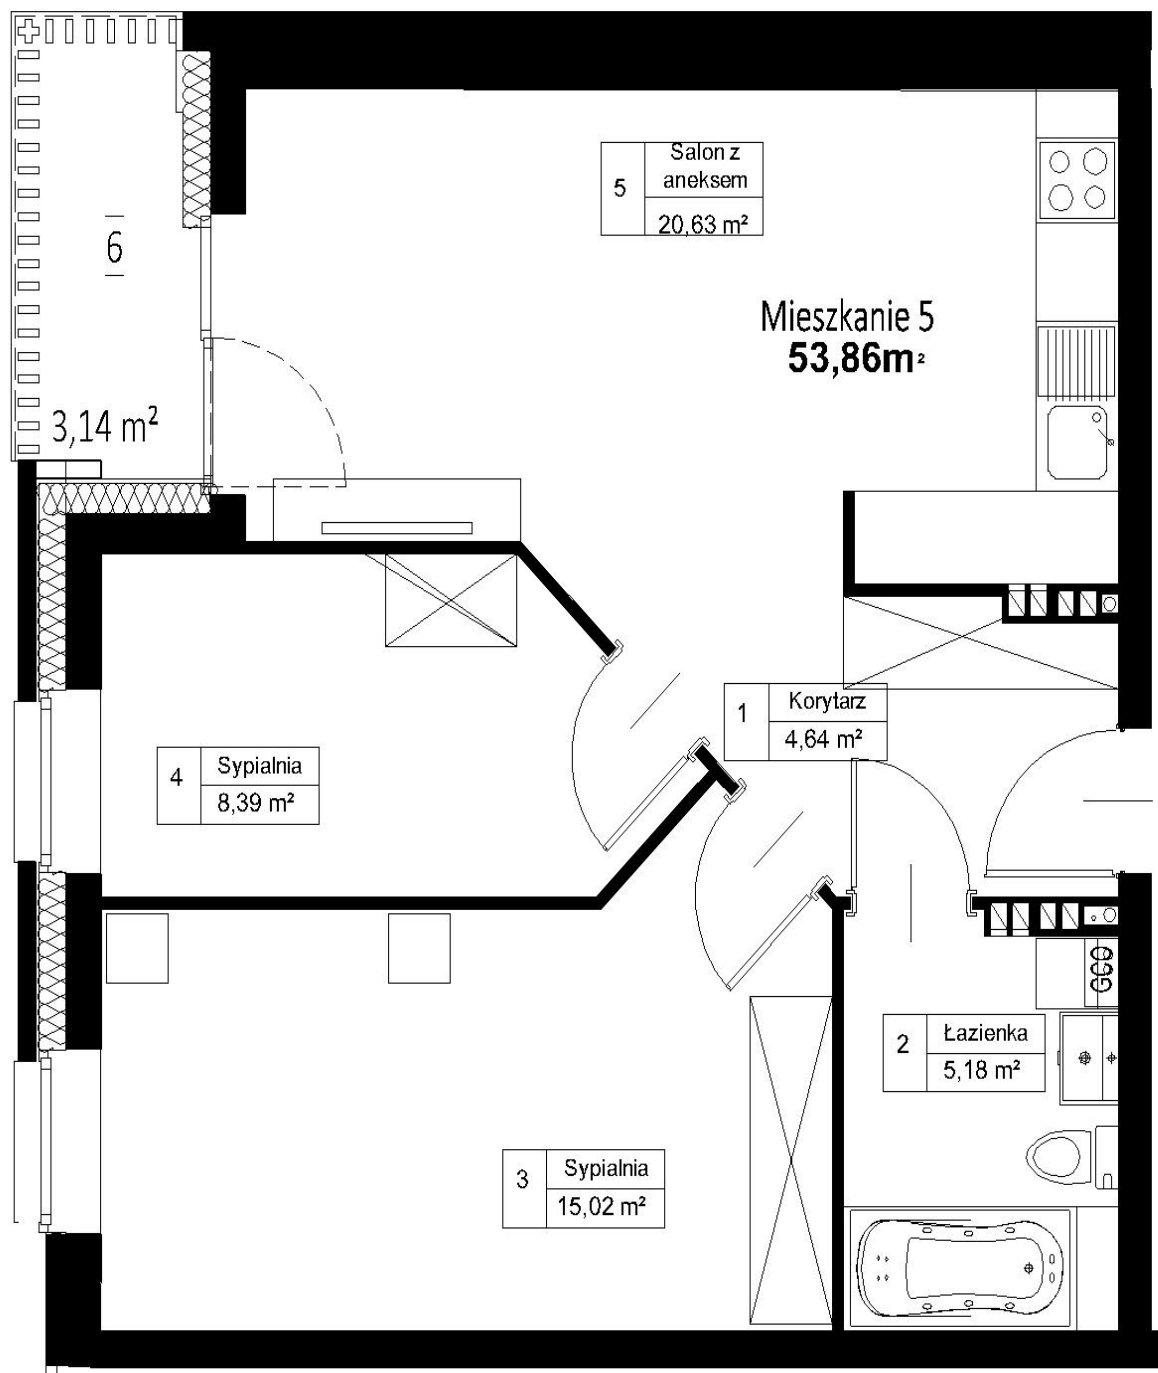 5
Salon z
aneksem
20,63 m²
6
Mieszkanie 5
53,86m²
3,14 m²
1
Korytarz
4,64 m²
4
Sypialnia
8,39 m²
GCO
2
Łazienka
5,18 m²
3
Sypialnia
15,02 m²